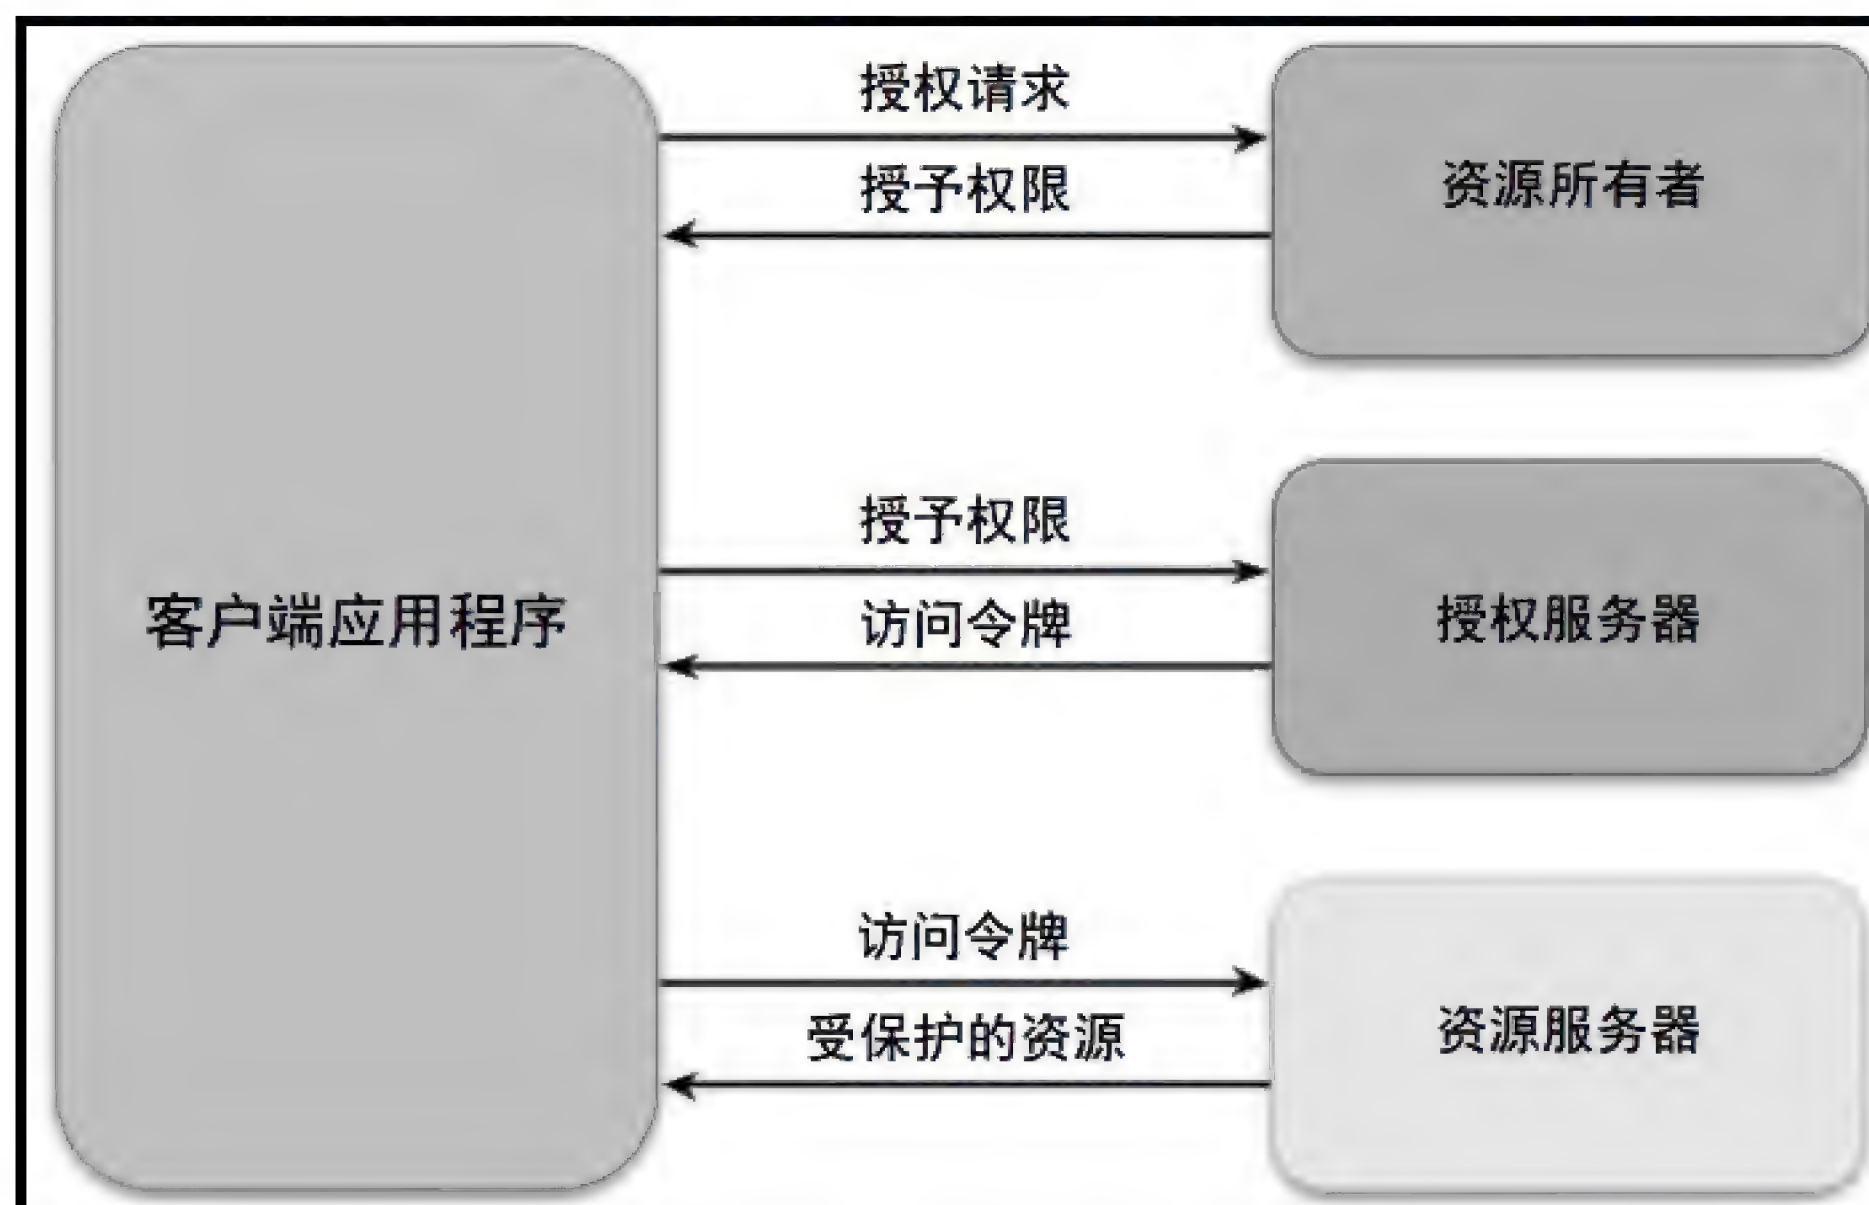 授权请求
授予权限
资源所有者
授予权限
客户端应用程序
访问令牌
授权服务器
访问令牌
受保护的资源
资源服务器